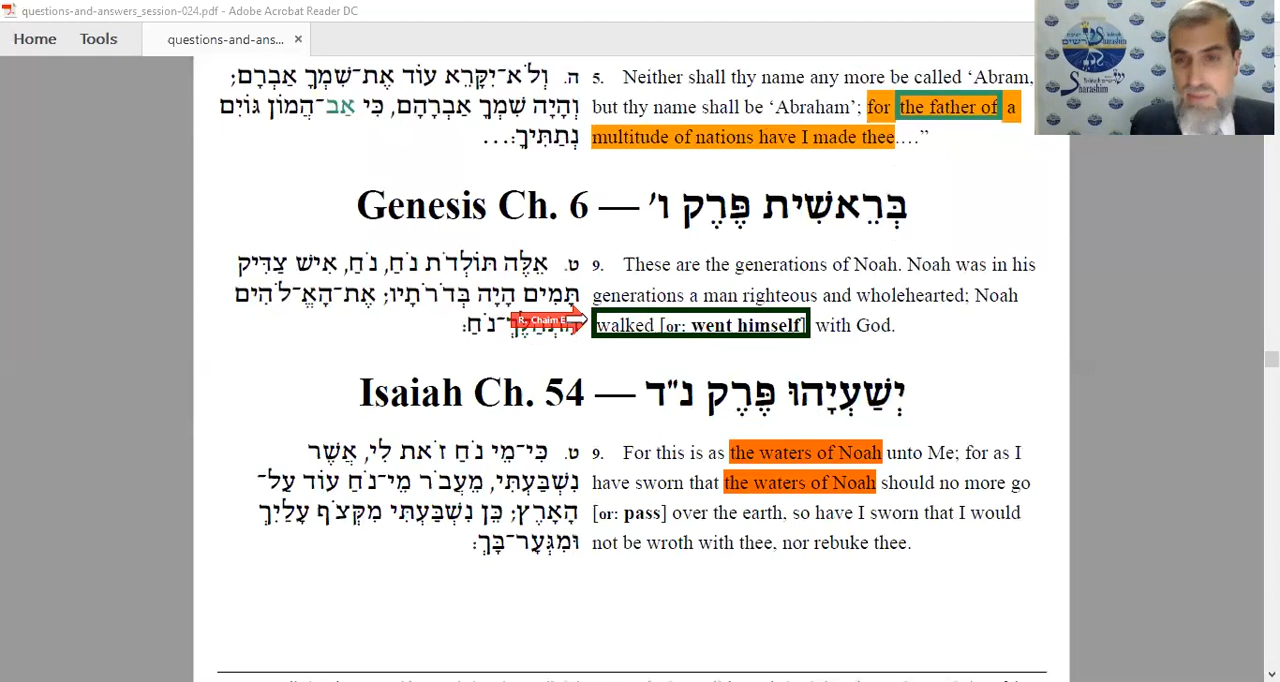 questions-and-answers_session-024.pdf - Adobe Acrobat Reader DC
Home Tools questions-and-ans... ×
ה. וְלֹא־יִקָּרֵא עוֹד אֶת־שִׁמְךָ אַבְרָם;
וְהָיָה שִׁמְךָ אַבְרָהָם, כִּי אַב־הֲמוֹן גּוֹיִם
נְתַתִּיךָ:...
5. Neither shall thy name any more be called ‘Abram,
but thy name shall be ‘Abraham’; for the father of a
multitude of nations have I made thee....”
Genesis Ch. 6 — בְּרֵאשִׁית פֶּרֶק ו׳
ט. אֵלֶּה תּוֹלְדֹת נֹחַ, נֹחַ, אִישׁ צַדִּיק
תָּמִים הָיָה בְּדֹרֹתָיו; אֶת־הָאֱ־לֹהִים
הִתְהַלֶּךְ־נֹחַ:
R. Chaim E
9. These are the generations of Noah. Noah was in his
generations a man righteous and wholehearted; Noah
walked [or: went himself] with God.
Isaiah Ch. 54 — יְשַׁעְיָהוּ פֶּרֶק נ״ד
ט. כִּי־מֵי נֹחַ זֹאת לִי, אֲשֶׁר
נִשְׁבַּעְתִּי, מֵעֲבֹר מֵי־נֹחַ עוֹד עַל־
הָאָרֶץ; כֵּן נִשְׁבַּעְתִּי מִקְּצֹף עָלַיִךְ
וּמִגְּעָר־בָּךְ:
9. For this is as the waters of Noah unto Me; for as I
have sworn that the waters of Noah should no more go
[or: pass] over the earth, so have I sworn that I would
not be wroth with thee, nor rebuke thee.